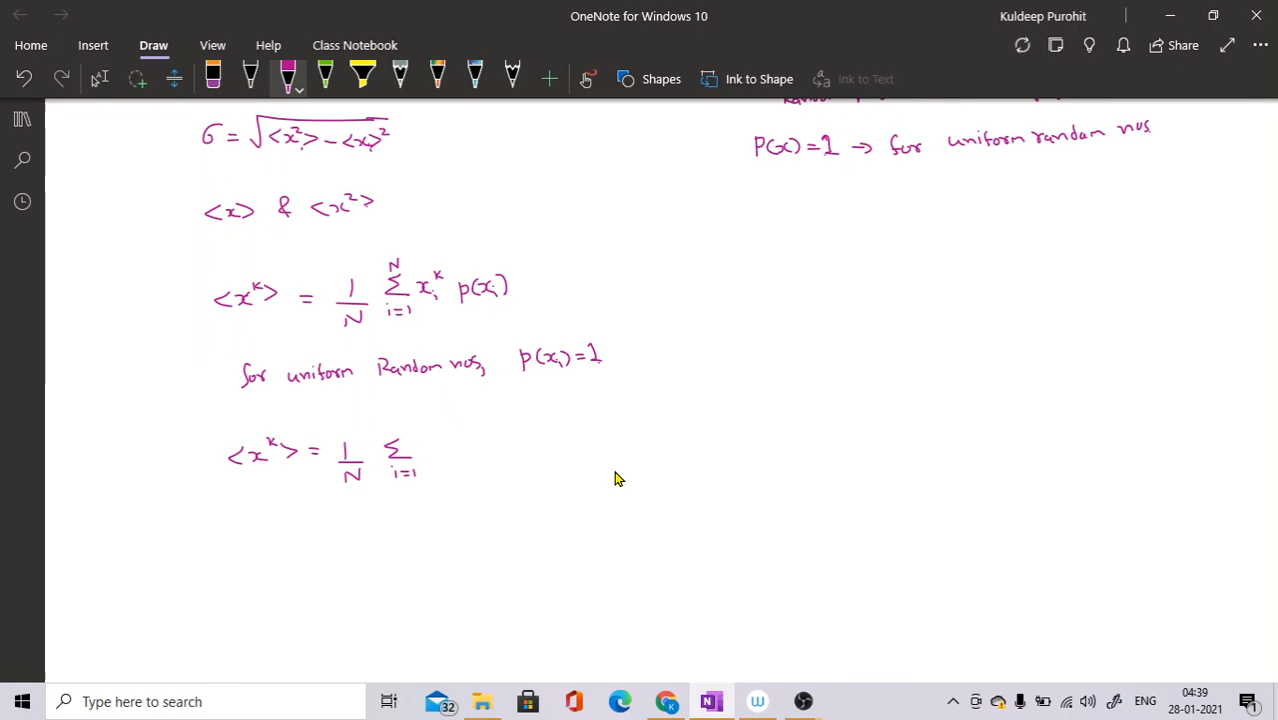 OneNote for Windows 10
Kuldeep Purohit
Home Insert Draw View Help Class Notebook
Share
Shapes Ink to Shape Ink to Text
σ = √<x²> - <x>²
P(x) = 1 → for uniform random nos.
<x> & <x²>
<x^k> = 1/N Σ_{i=1}^{N} x_i^k p(x_i)
for uniform Random nos, p(x_i) = 1
<x^k> = 1/N Σ_{i=1}
Type here to search
32
ENG
04:39
28-01-2021
1